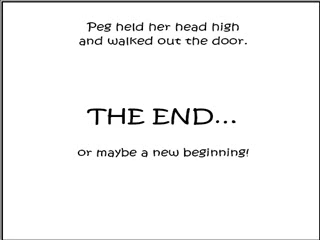 Peg held her head high
and walked out the door.
THE END...
or maybe a new beginning!